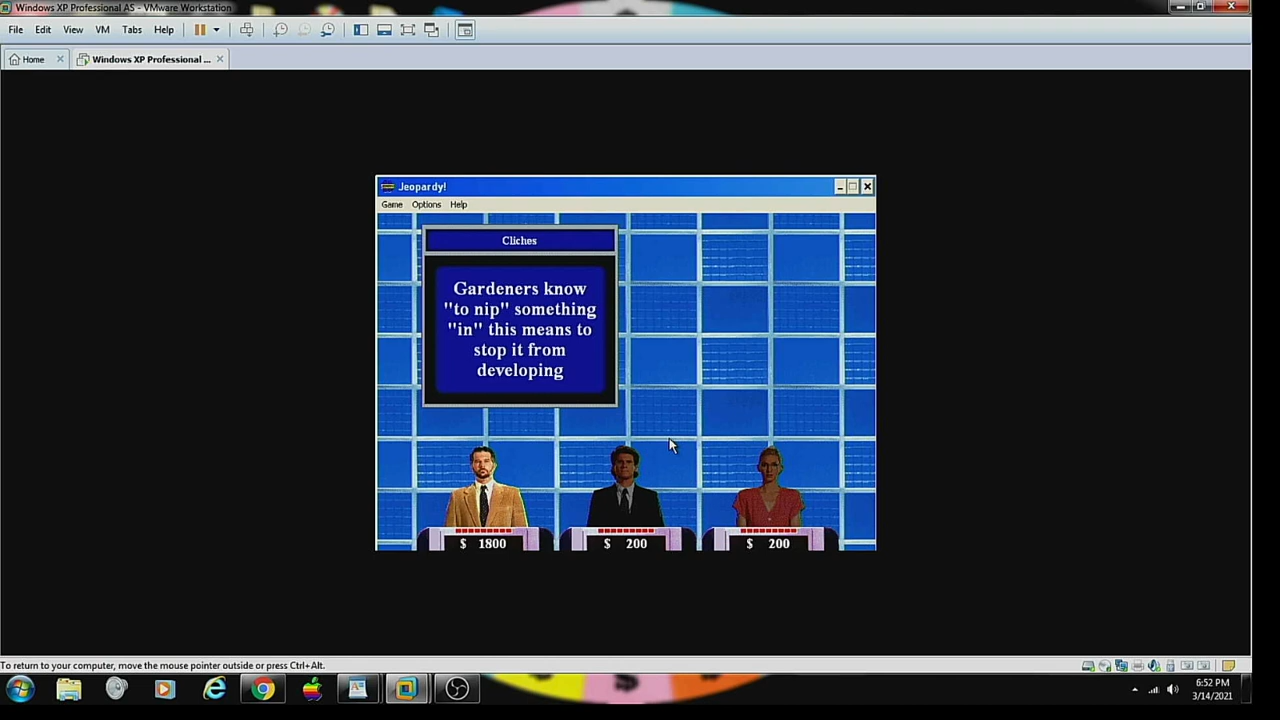 Windows XP Professional AS - VMware Workstation
File Edit View VM Tabs Help
Home
Windows XP Professional ...
Jeopardy!
Game Options Help
Cliches
Gardeners know
"to nip" something
"in" this means to
stop it from
developing
$ 1800
$ 200
$ 200
To return to your computer, move the mouse pointer outside or press Ctrl+Alt.
6:52 PM
3/14/2021